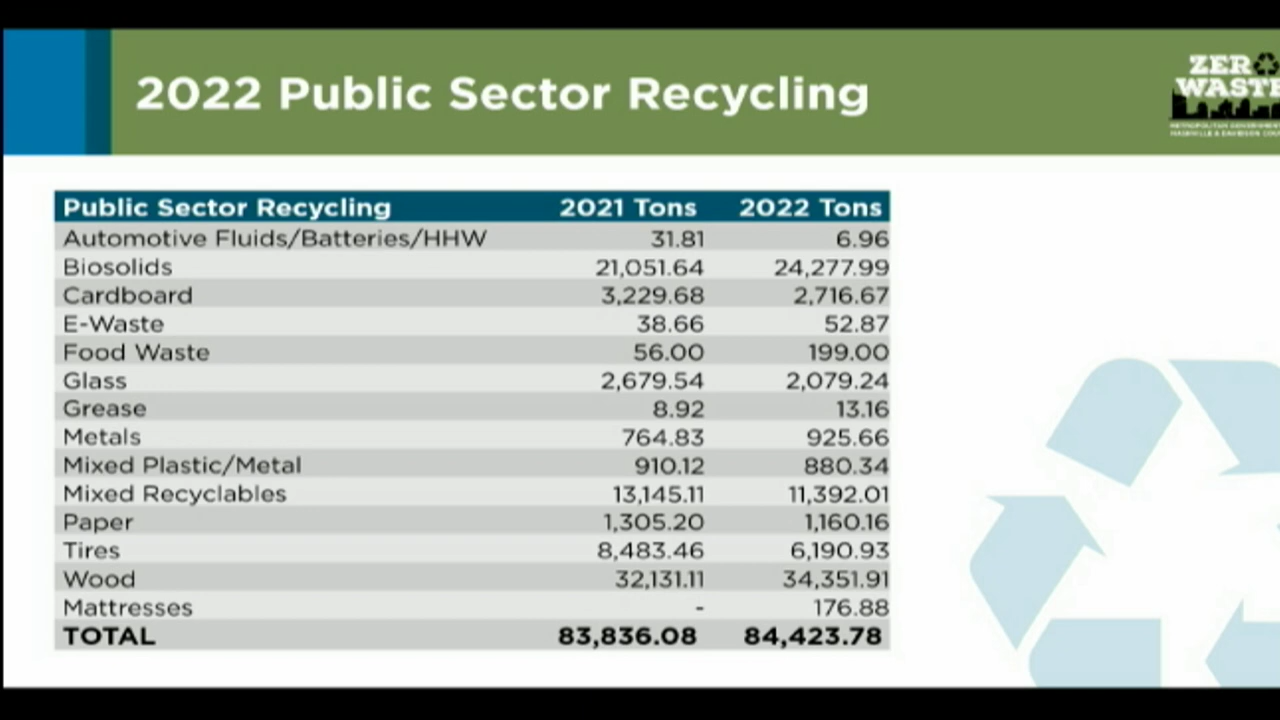 2022 Public Sector Recycling
ZERO
WASTE
Public Sector Recycling 2021 Tons 2022 Tons
Automotive Fluids/Batteries/HHW 31.81 6.96
Biosolids 21,051.64 24,277.99
Cardboard 3,229.68 2,716.67
E-Waste 38.66 52.87
Food Waste 56.00 199.00
Glass 2,679.54 2,079.24
Grease 8.92 13.16
Metals 764.83 925.66
Mixed Plastic/Metal 910.12 880.34
Mixed Recyclables 13,145.11 11,392.01
Paper 1,305.20 1,160.16
Tires 8,483.46 6,190.93
Wood 32,131.11 34,351.91
Mattresses - 176.88
TOTAL 83,836.08 84,423.78